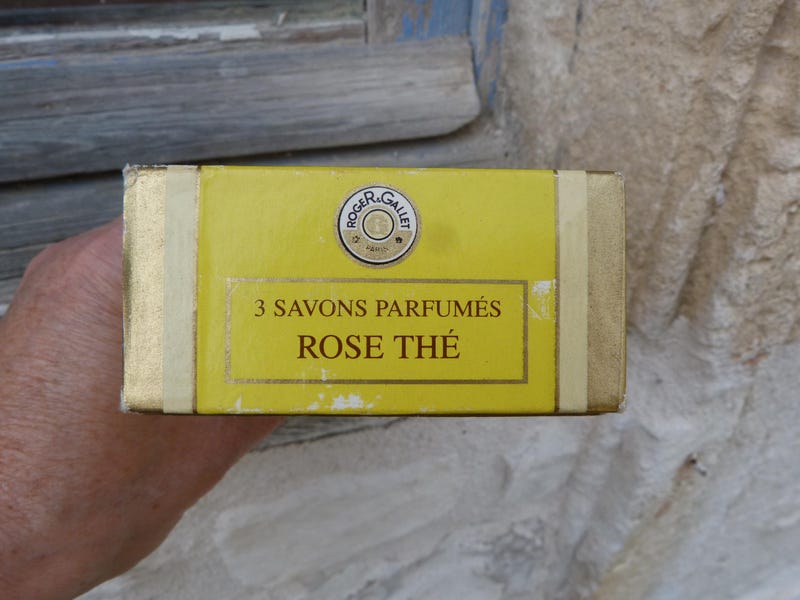 ROGER & GALLET
PARIS
3 SAVONS PARFUMÉS
ROSE THÉ